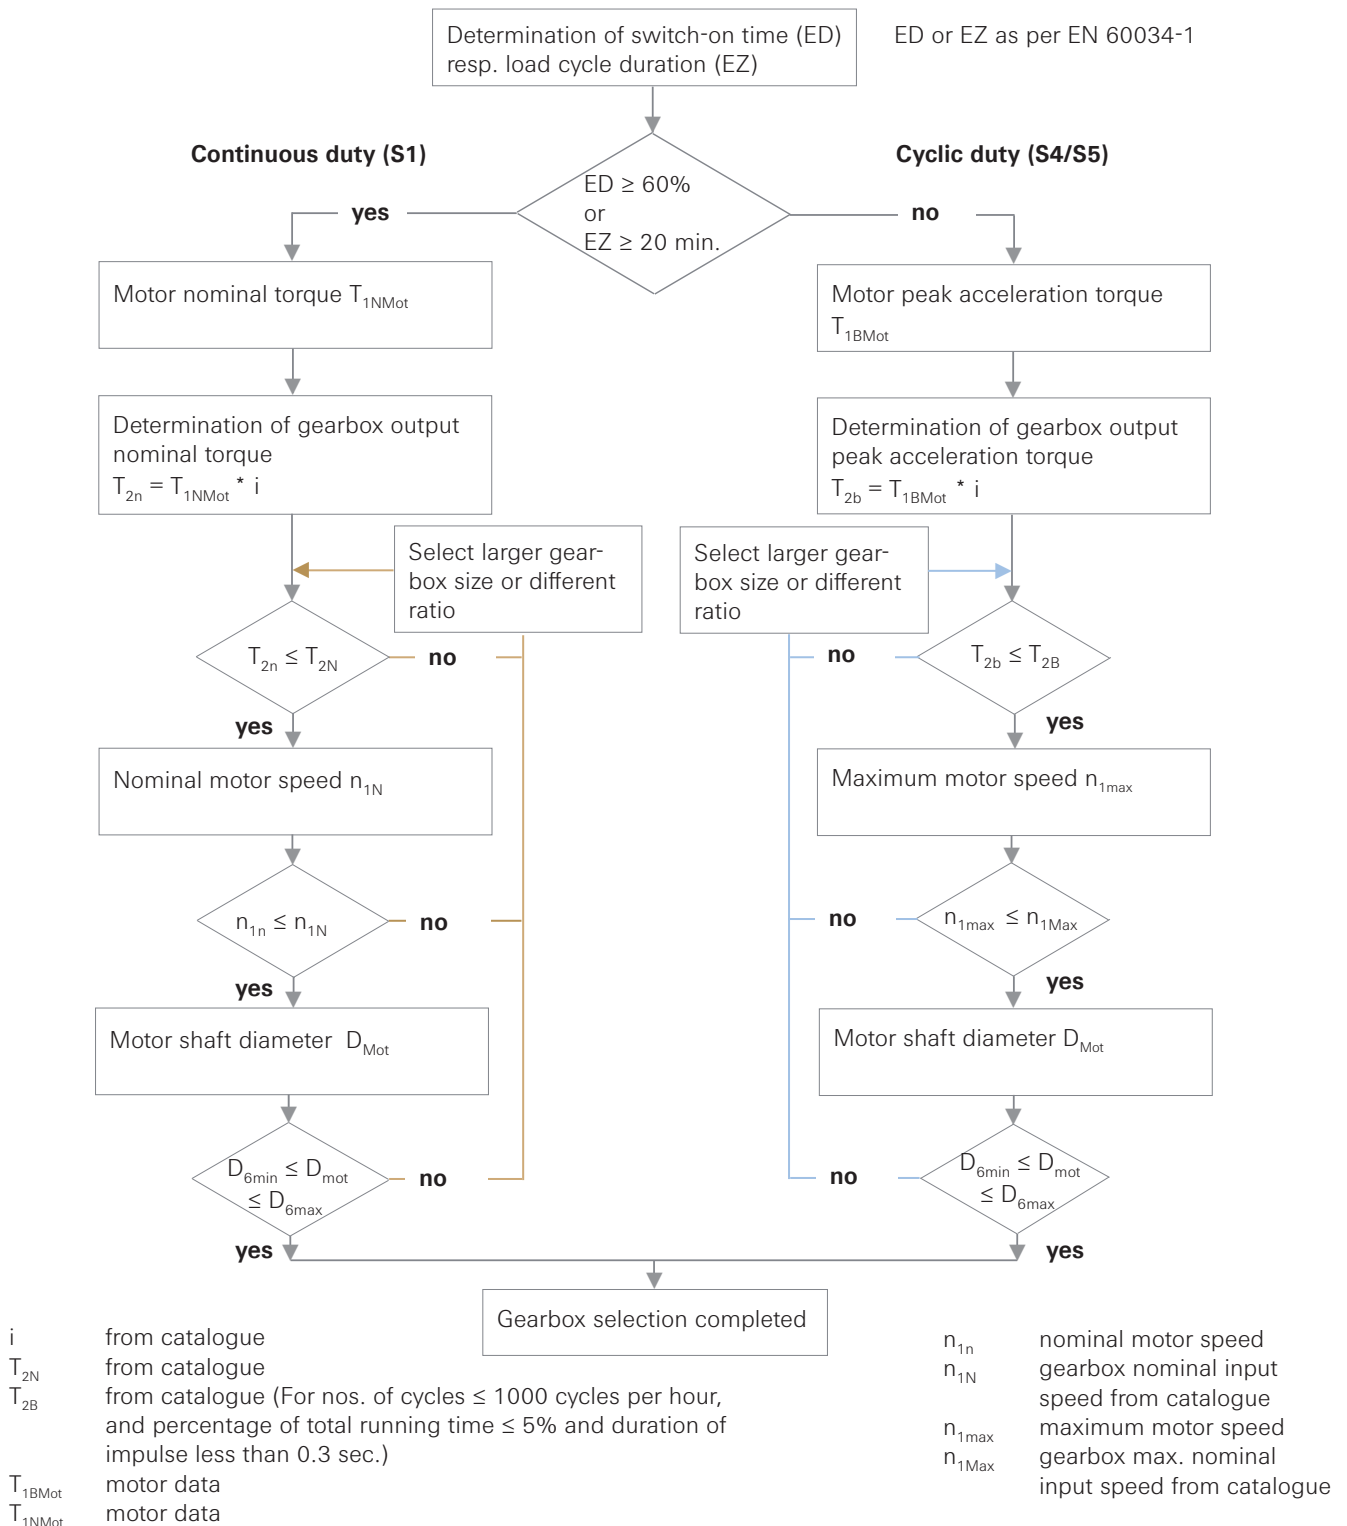 Determination of switch-on time (ED)
resp. load cycle duration (EZ)
ED or EZ as per EN 60034-1
Continuous duty (S1)
Cyclic duty (S4/S5)
ED ≥ 60%
or
EZ ≥ 20 min.
yes
no
Motor nominal torque T1NMot
Motor peak acceleration torque
T1BMot
Determination of gearbox output
nominal torque
T2n = T1NMot * i
Determination of gearbox output
peak acceleration torque
T2b = T1BMot * i
Select larger gear-
box size or different
ratio
Select larger gear-
box size or different
ratio
T2n ≤ T2N
no
no
T2b ≤ T2B
yes
yes
Nominal motor speed n1N
Maximum motor speed n1max
n1n ≤ n1N
no
no
n1max ≤ n1Max
yes
yes
Motor shaft diameter DMot
Motor shaft diameter DMot
D6min ≤ Dmot
≤ D6max
no
no
D6min ≤ Dmot
≤ D6max
yes
yes
Gearbox selection completed
i from catalogue
T2N from catalogue
T2B from catalogue (For nos. of cycles ≤ 1000 cycles per hour,
and percentage of total running time ≤ 5% and duration of
impulse less than 0.3 sec.)
T1BMot motor data
T1NMot motor data
n1n nominal motor speed
n1N gearbox nominal input
speed from catalogue
n1max maximum motor speed
n1Max gearbox max. nominal
input speed from catalogue